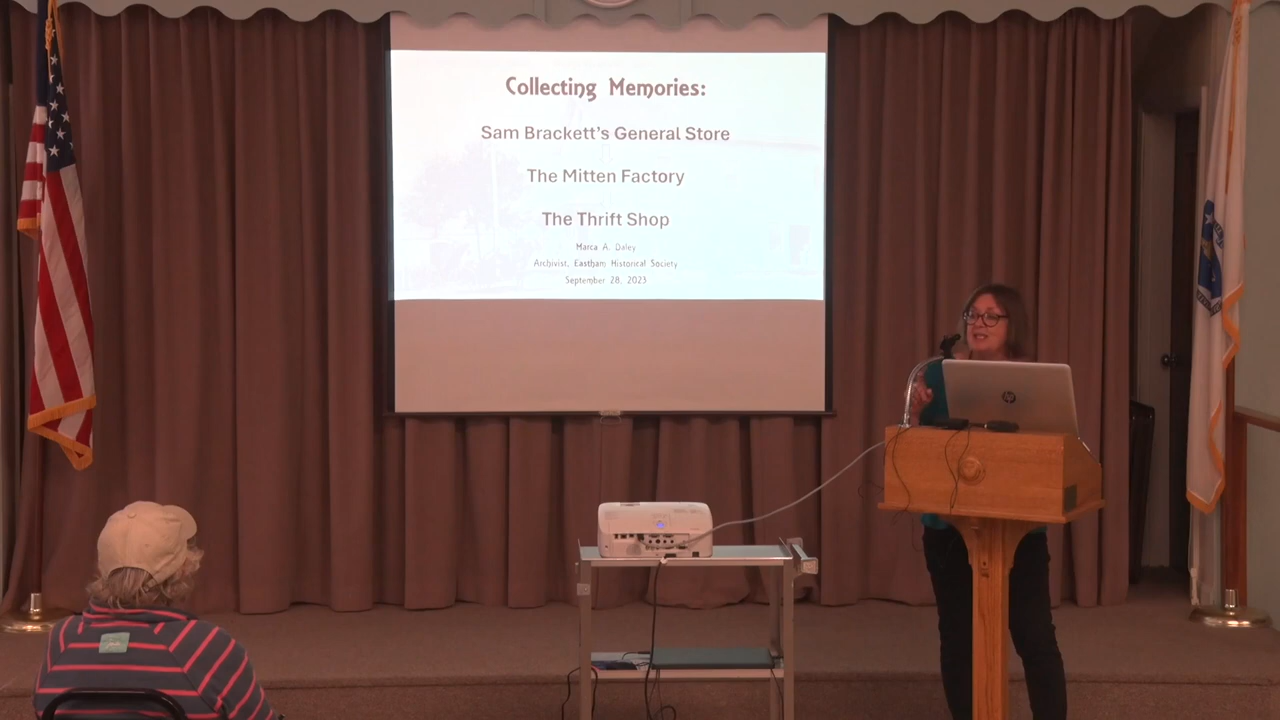 Collecting Memories:
Sam Brackett's General Store
The Mitten Factory
The Thrift Shop
Marca A. Daley
Archivist, Eastham Historical Society
September 28, 2023
hp